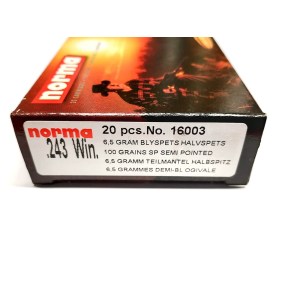 norma
norma
20 pcs.No. 16003
.243 Win.
6,5 GRAM BLYSPETS HALVSPETS
100 GRAINS SP SEMI POINTED
6,5 GRAMM TEILMANTEL HALBSPITZ
6,5 GRAMMES DEMI-BL OGIVALE